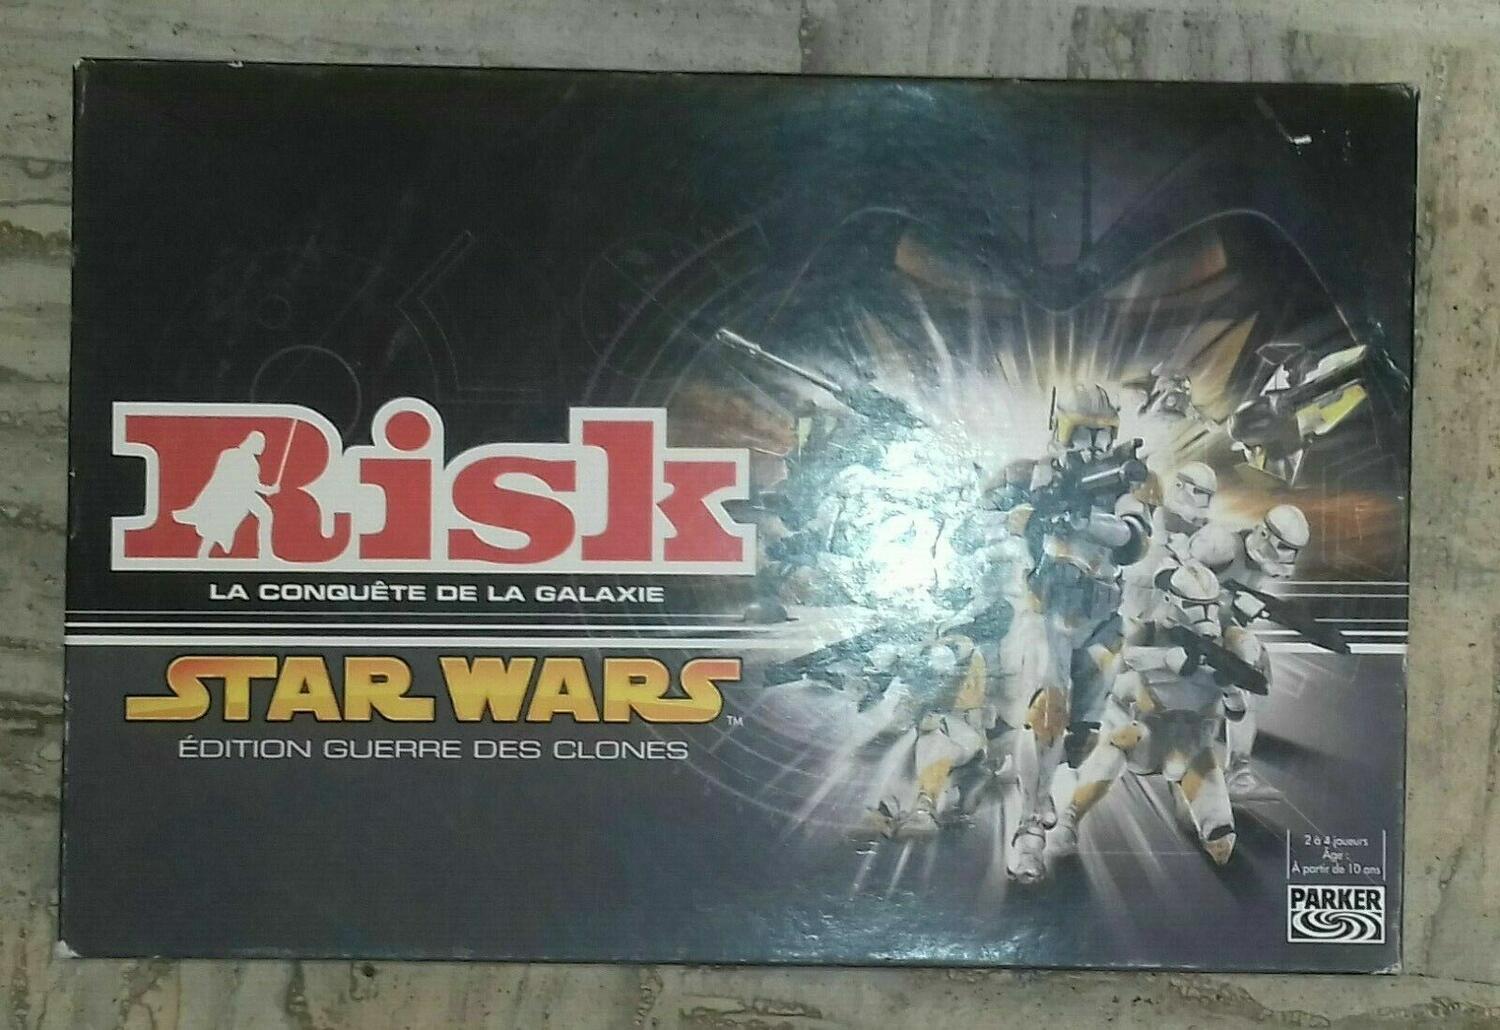 Risk
LA CONQUÊTE DE LA GALAXIE
STAR WARS
TM
ÉDITION GUERRE DES CLONES
2 à 4 joueurs
Âge :
À partir de 10 ans
PARKER